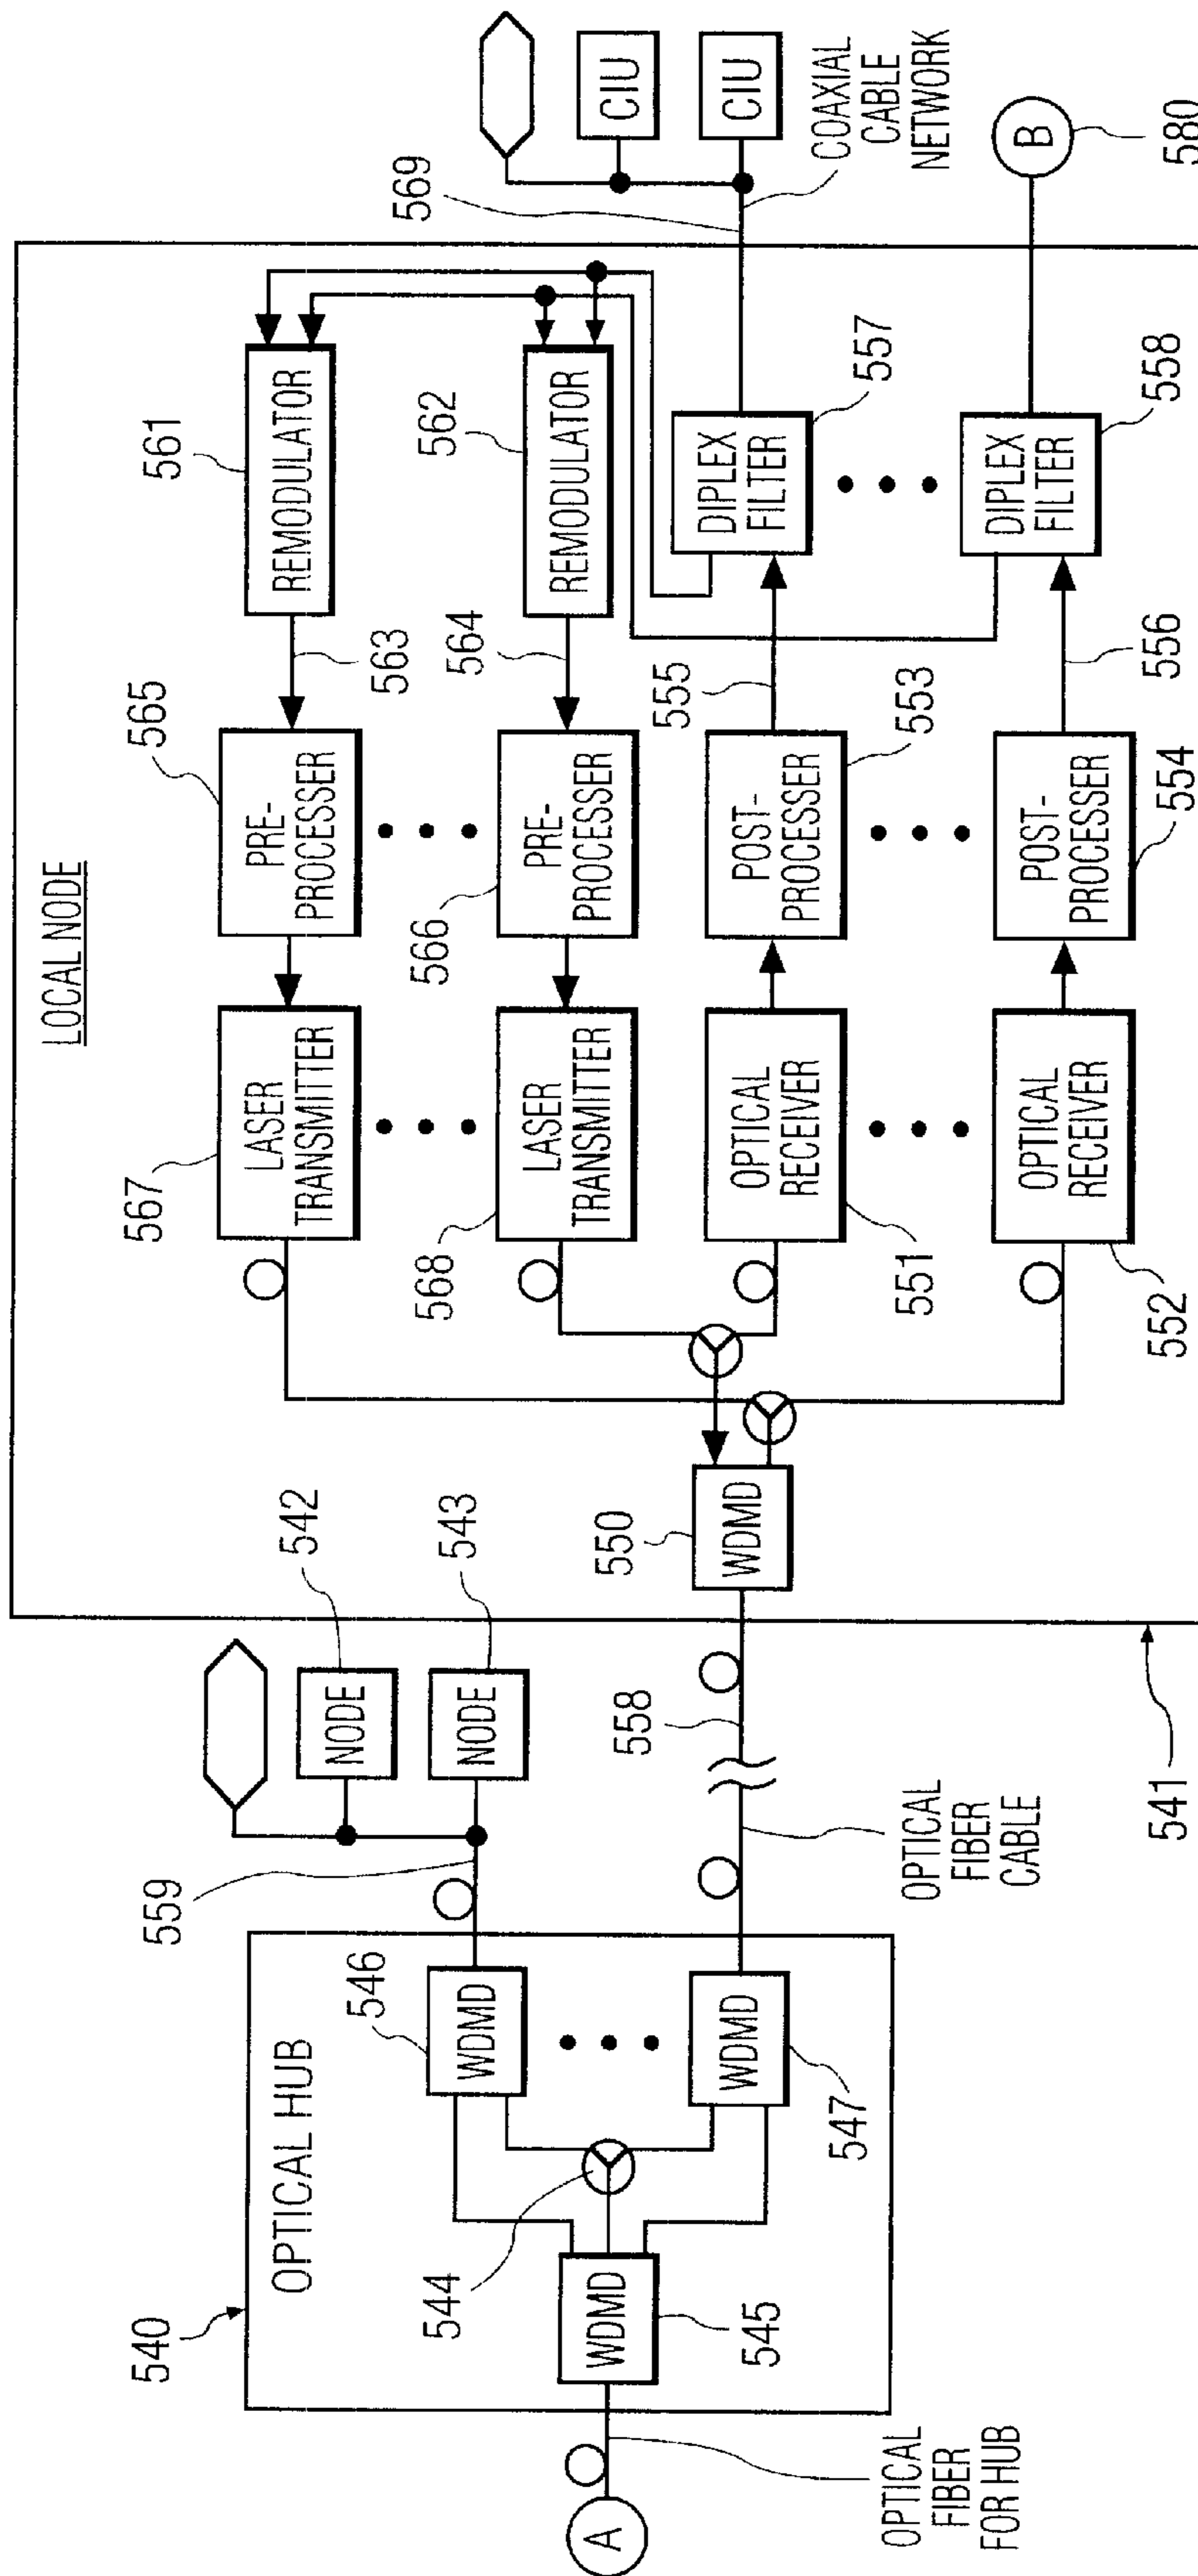 LOCAL NODE
540
OPTICAL HUB
A
OPTICAL
FIBER
FOR HUB
WDMD
545
544
WDMD
546
WDMD
547
559
NODE
542
NODE
543
OPTICAL
FIBER
CABLE
558
541
550
WDMD
567
LASER
TRANSMITTER
565
PRE-
PROCESSER
563
561
REMODULATOR
568
LASER
TRANSMITTER
566
PRE-
PROCESSER
564
562
REMODULATOR
OPTICAL
RECEIVER
551
POST-
PROCESSER
553
555
DIPLEX
FILTER
557
OPTICAL
RECEIVER
552
POST-
PROCESSER
554
556
DIPLEX
FILTER
558
569
CIU
CIU
COAXIAL
CABLE
NETWORK
B
580